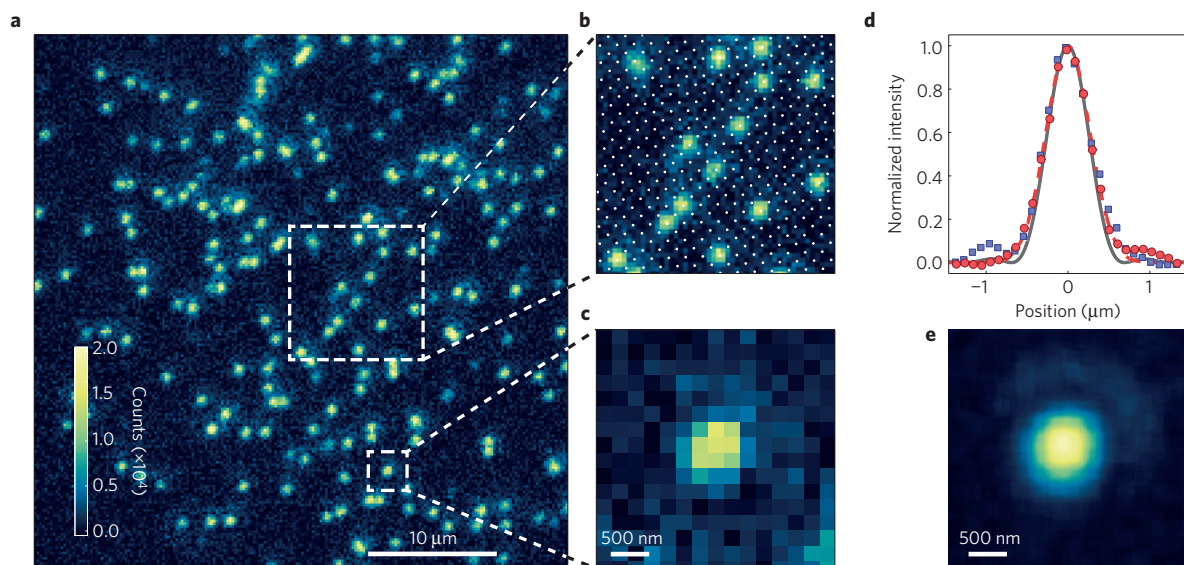 a
2.0
1.5
1.0
0.5
0.0
Counts (×10⁴)
10 μm
b
c
500 nm
d
Normalized intensity
1.0
0.8
0.6
0.4
0.2
0.0
−1
0
1
Position (μm)
e
500 nm